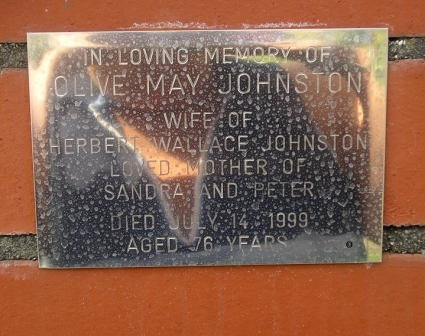 IN LOVING MEMORY OF
OLIVE MAY JOHNSTON
WIFE OF
HERBERT WALLACE JOHNSTON
LOVED MOTHER OF
SANDRA AND PETER
DIED JULY 14, 1999
AGED 76 YEARS